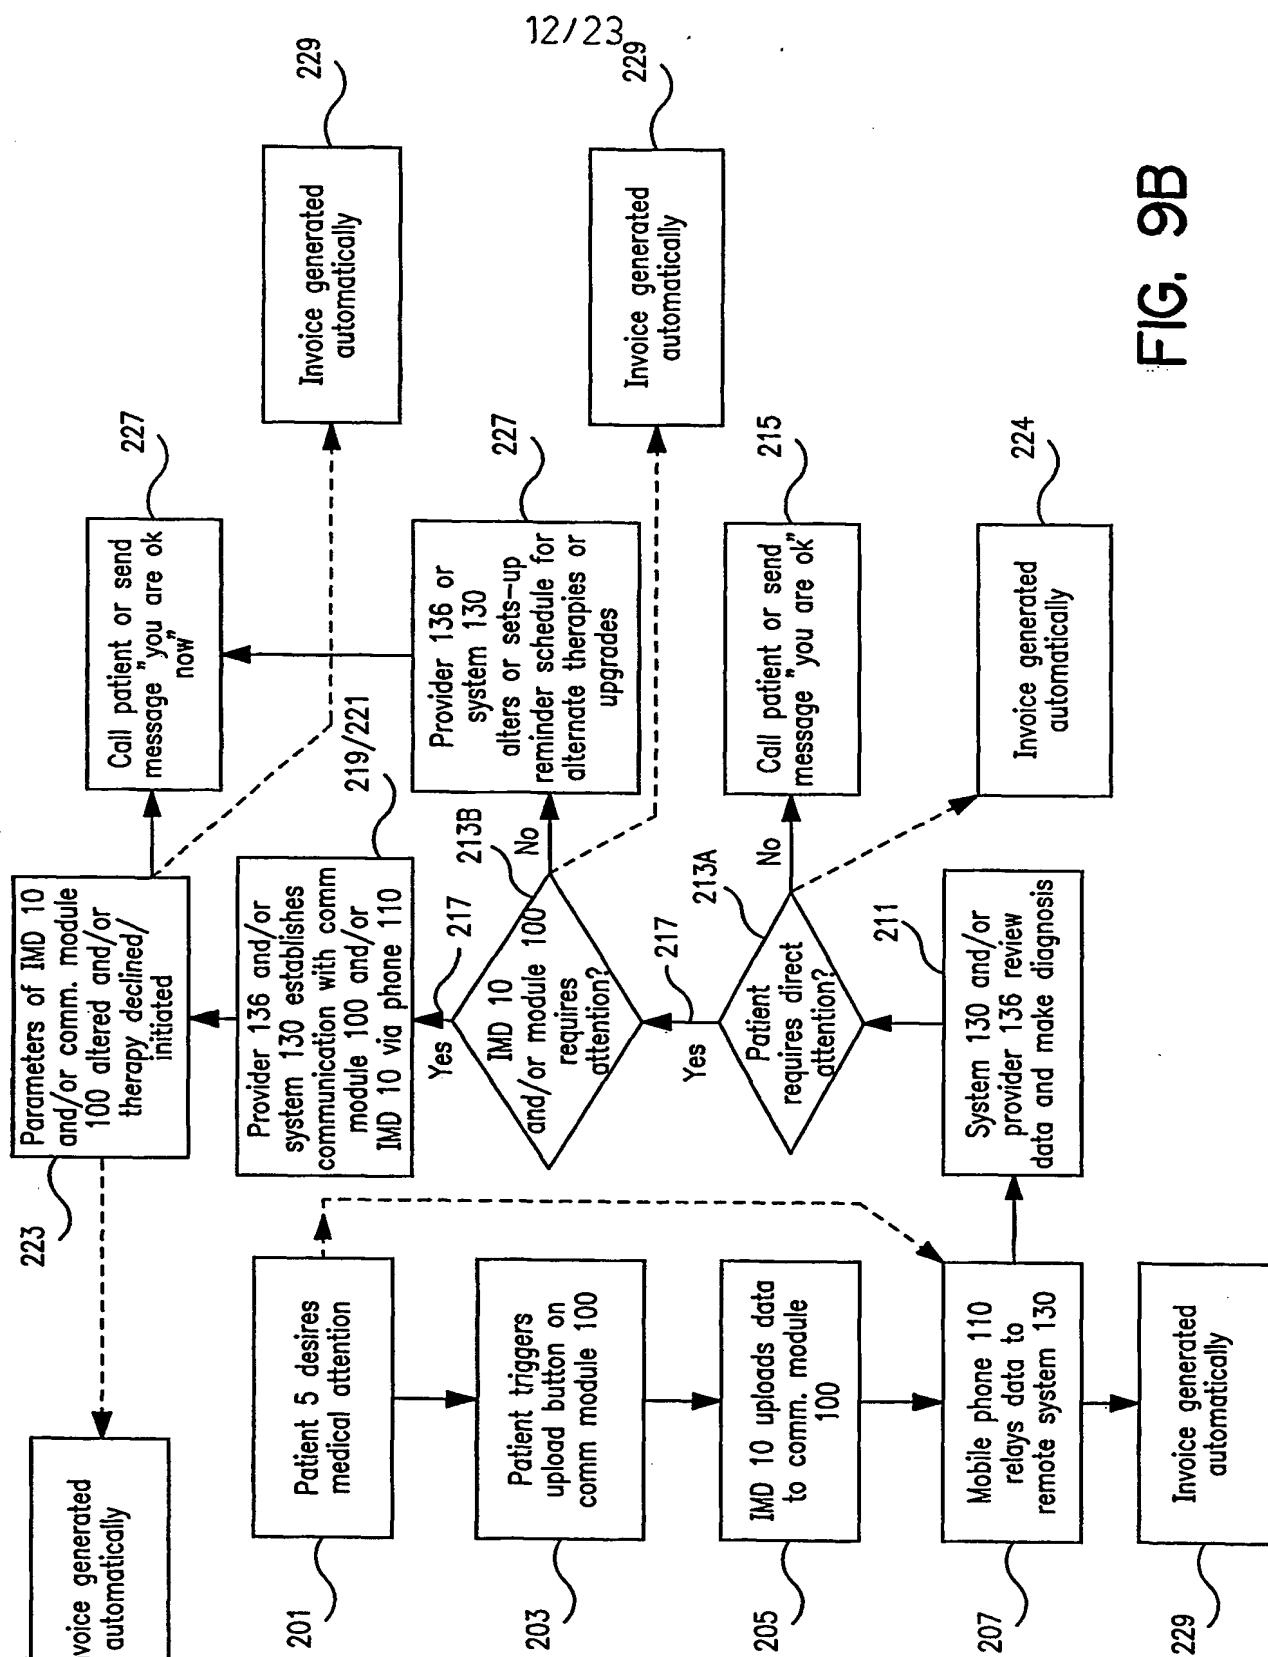 12/23
Patient 5 desires
medical attention
201
Patient triggers
upload button on
comm module 100
203
IMD 10 uploads data
to comm. module
100
205
Mobile phone 110
relays data to
remote system 130
207
Invoice generated
automatically
229
System 130 and/or
provider 136 review
data and make diagnosis
211
Patient
requires direct
attention?
213A
No
Call patient or send
message "you are ok"
215
Invoice generated
automatically
224
Yes
217
IMD 10
and/or module 100
requires
attention?
213B
No
Provider 136 or
system 130
alters or sets-up
reminder schedule for
alternate therapies or
upgrades
227
Invoice generated
automatically
229
Yes
217
Provider 136 and/or
system 130 establishes
communication with comm
module 100 and/or
IMD 10 via phone 110
219/221
Parameters of IMD 10
and/or comm. module
100 altered and/or
therapy declined/
initiated
223
Call patient or send
message "you are ok
now"
227
Invoice generated
automatically
229
voice generated
automatically
FIG. 9B